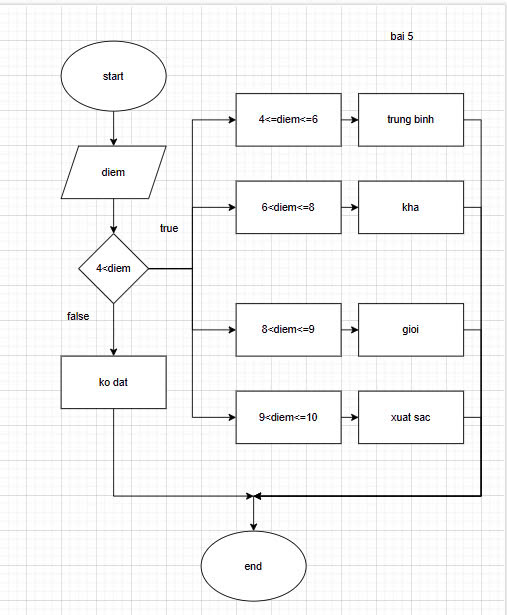 bai 5
start
diem
4<diem
true
false
ko dat
4<=diem<=6
trung binh
6<diem<=8
kha
8<diem<=9
gioi
9<diem<=10
xuat sac
end